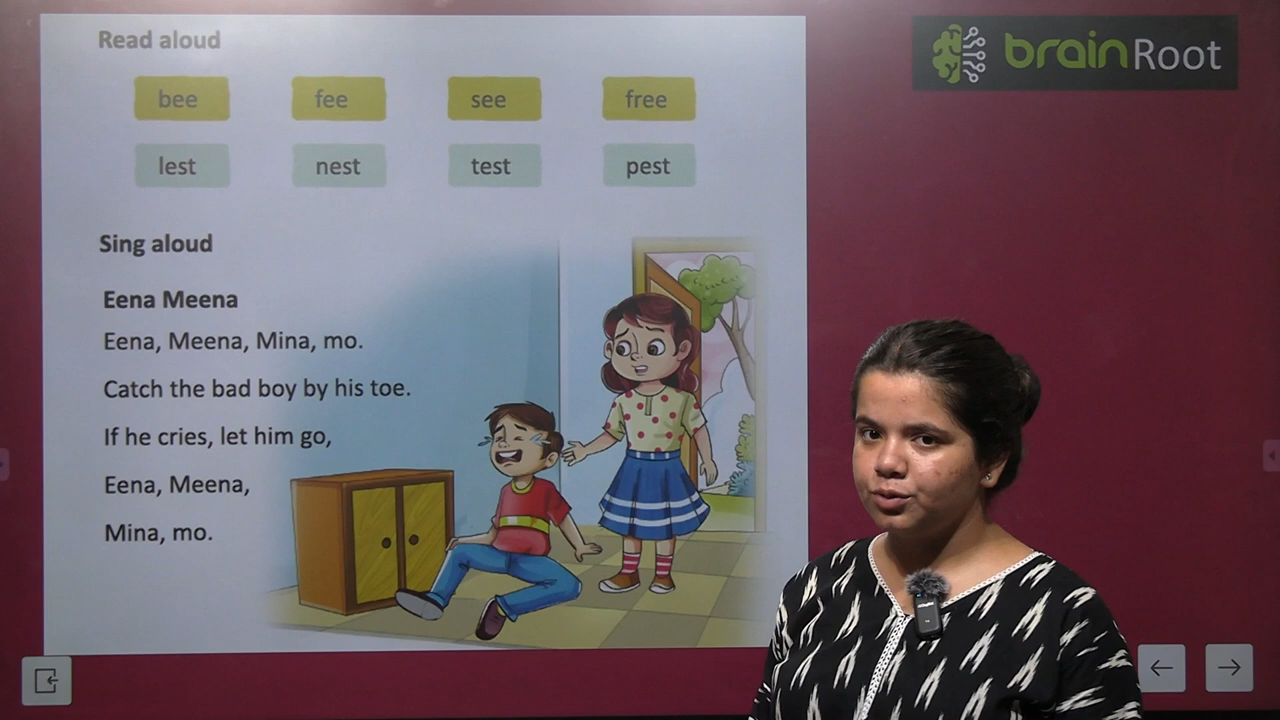 Read aloud
brainRoot
bee fee see free
lest nest test pest
Sing aloud
Eena Meena
Eena, Meena, Mina, mo.
Catch the bad boy by his toe.
If he cries, let him go,
Eena, Meena,
Mina, mo.